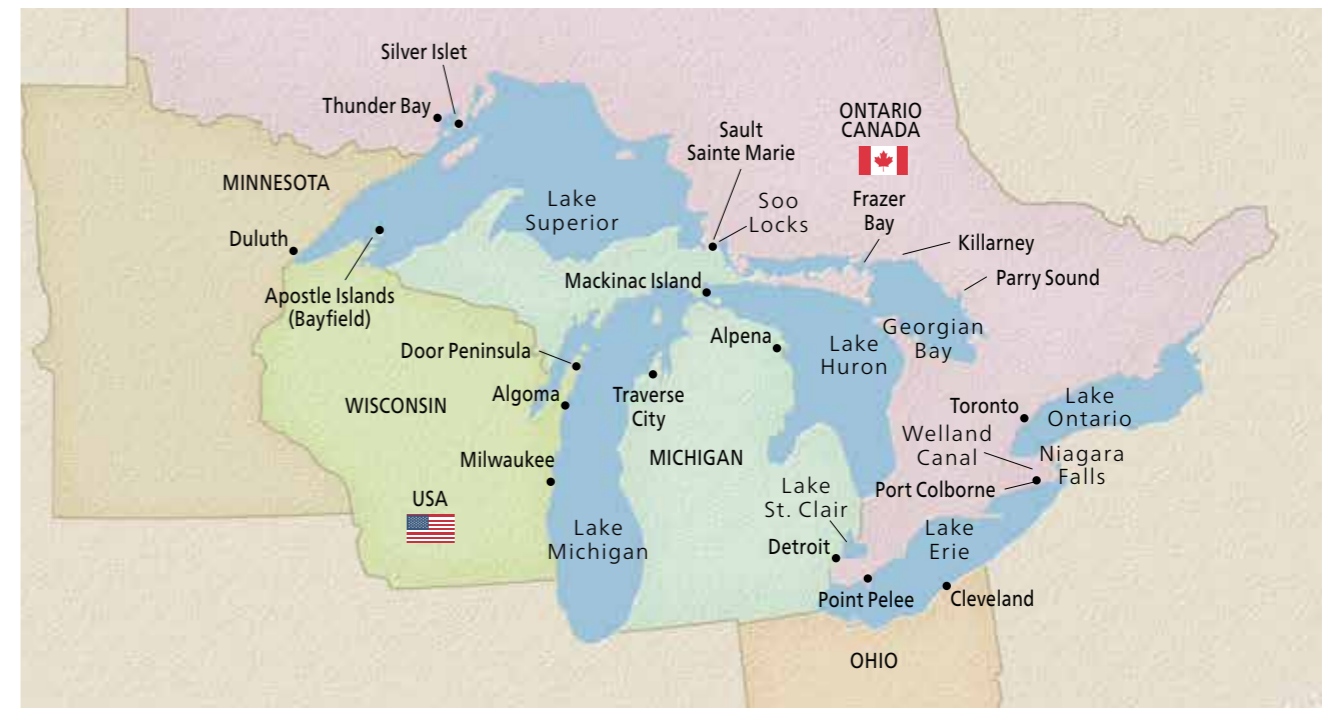 Silver Islet
Thunder Bay
ONTARIO
CANADA
Sault
Sainte Marie
MINNESOTA
Lake
Superior
Soo
Locks
Frazer
Bay
Duluth
Killarney
Parry Sound
Apostle Islands
(Bayfield)
Mackinac Island
Georgian
Bay
Alpena
Lake
Huron
Door Peninsula
Algoma
Traverse
City
WISCONSIN
Toronto
Lake
Ontario
Welland
Canal
Niagara
Falls
Milwaukee
MICHIGAN
Port Colborne
USA
Lake
St. Clair
Lake
Michigan
Detroit
Lake
Erie
Point Pelee
Cleveland
OHIO